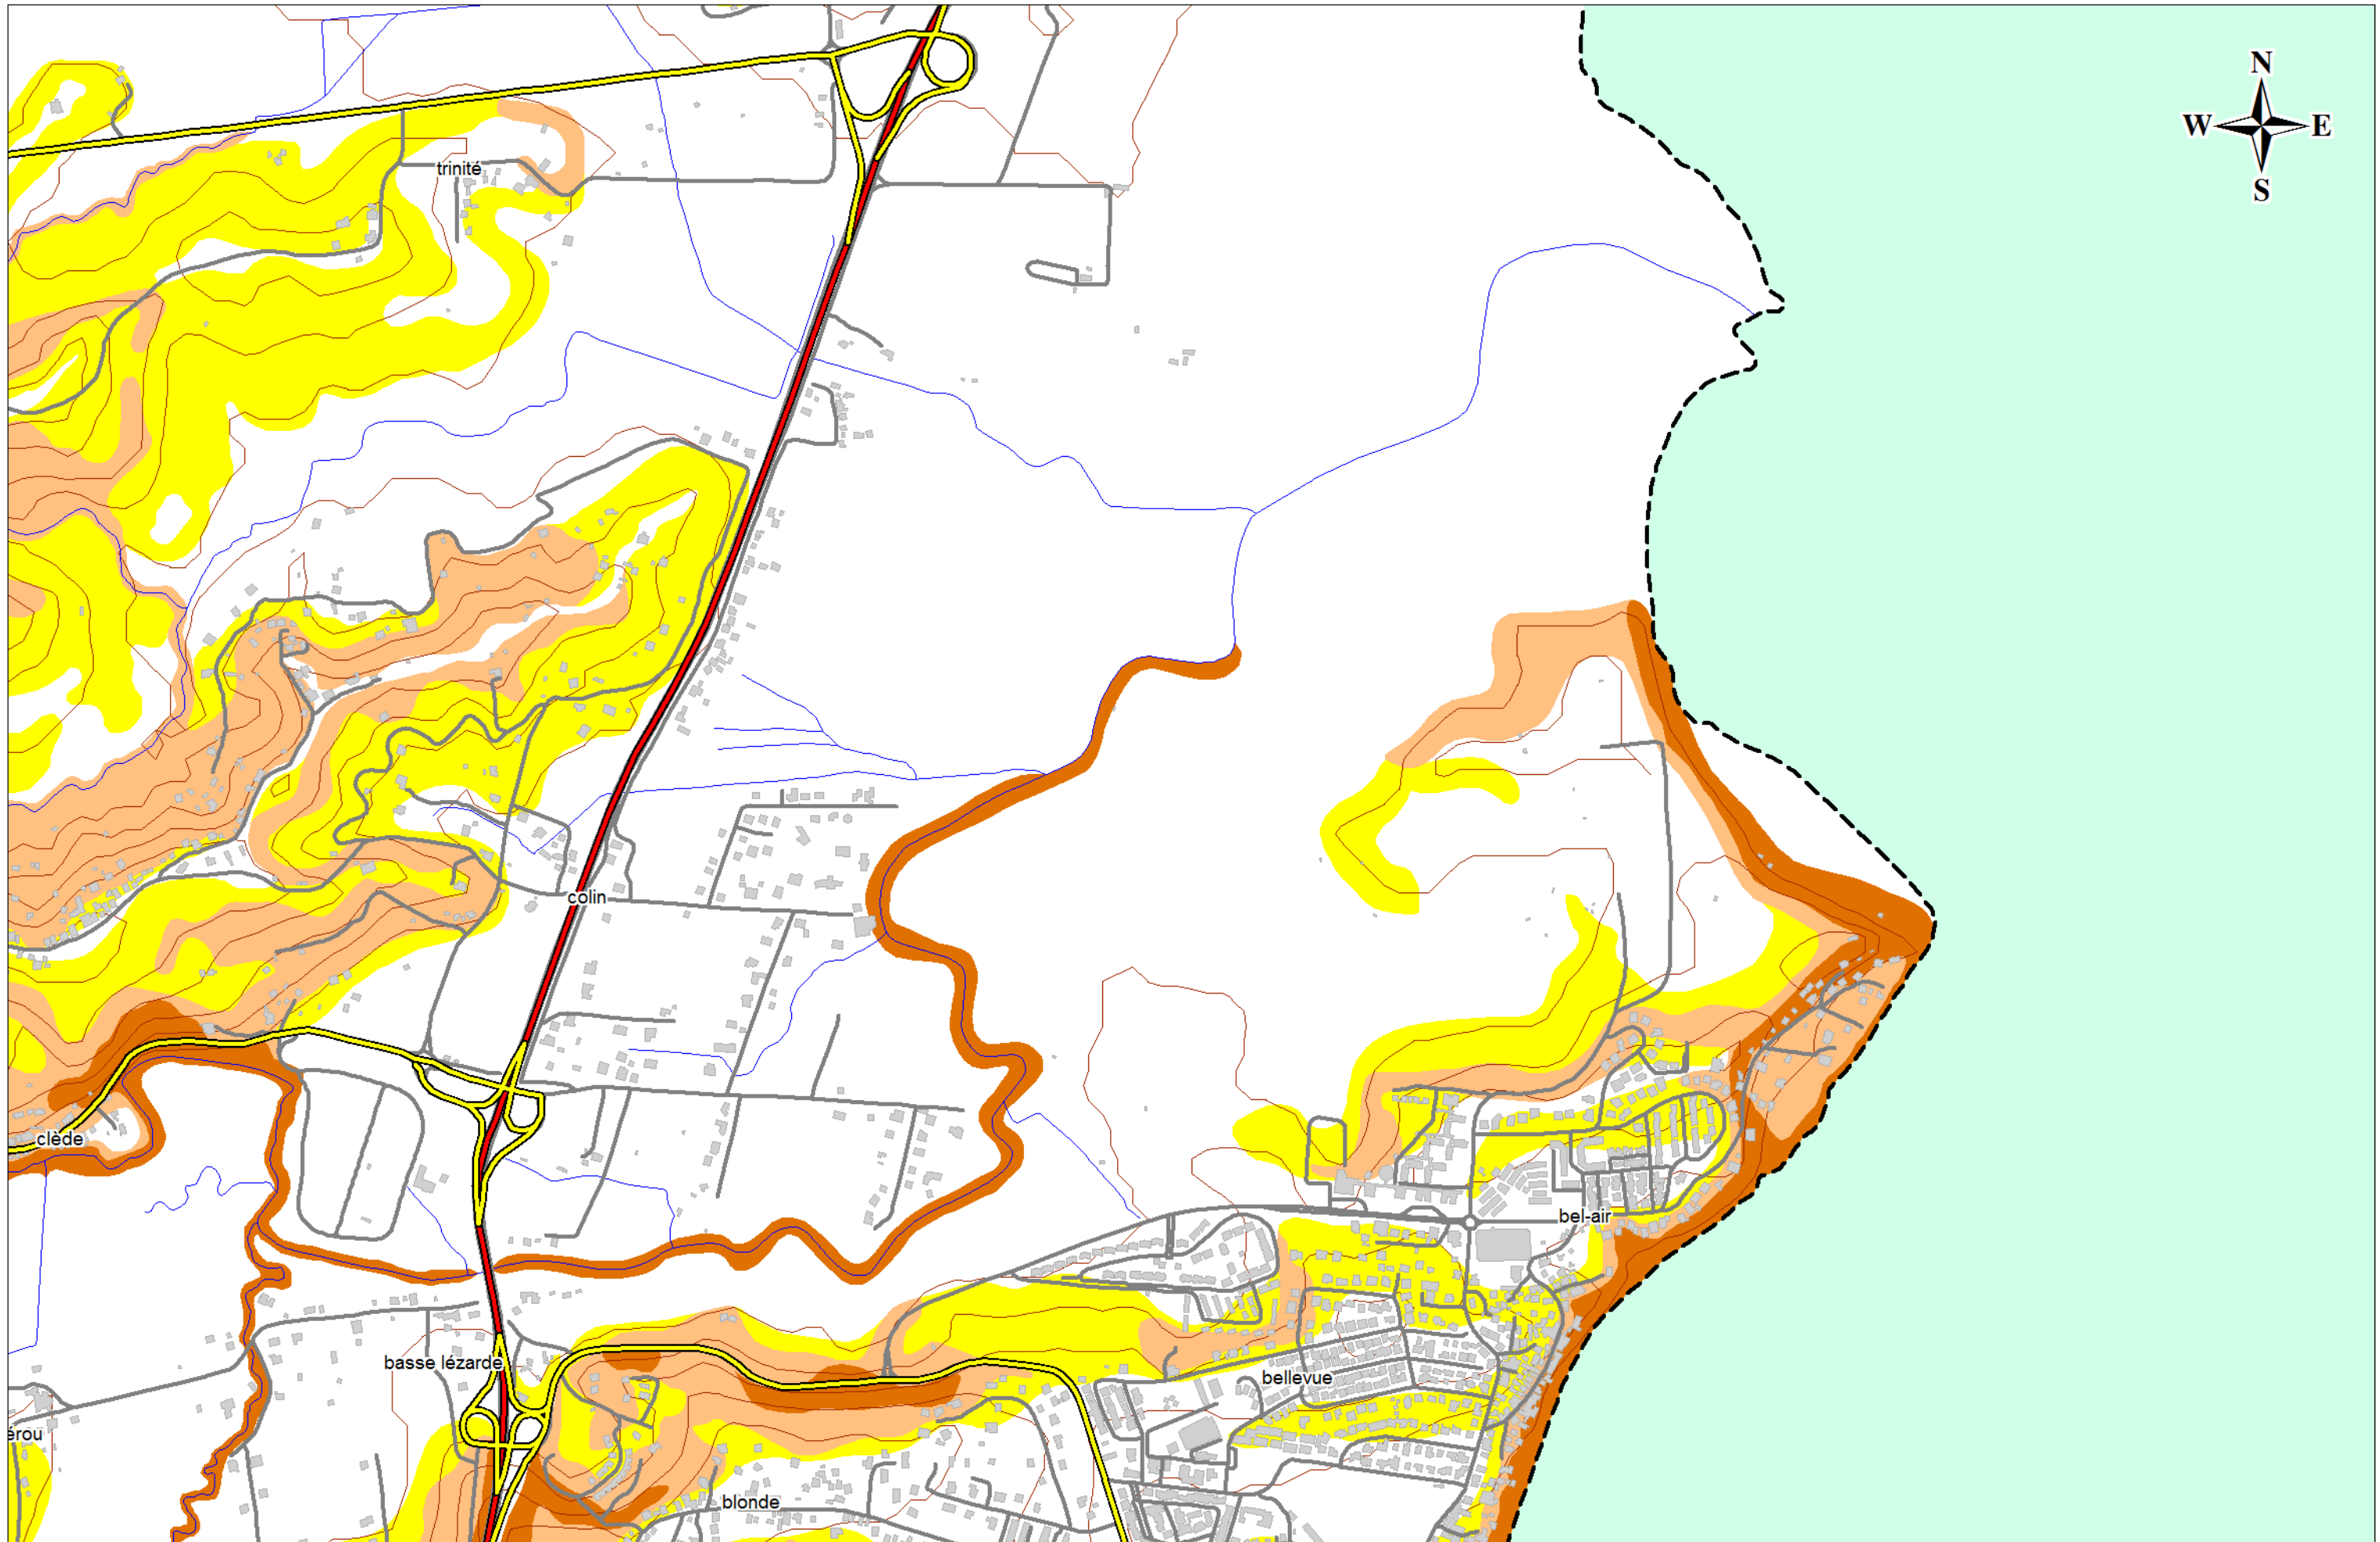 N
W E
S
trinité
colin
clède
bel-air
basse lézarde
bellevue
érou
blonde